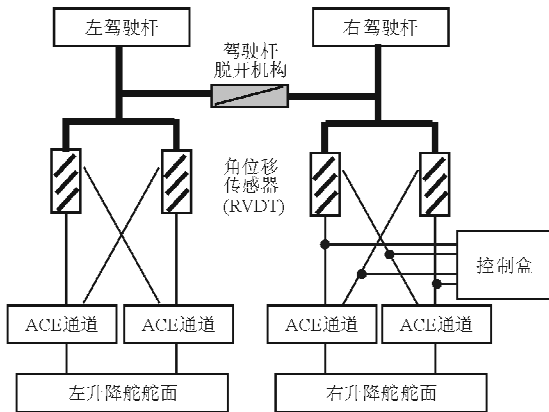 左驾驶杆
右驾驶杆
驾驶杆
脱开机构
角位移
传感器
(RVDT)
控制盒
ACE通道
ACE通道
ACE通道
ACE通道
左升降舵舵面
右升降舵舵面